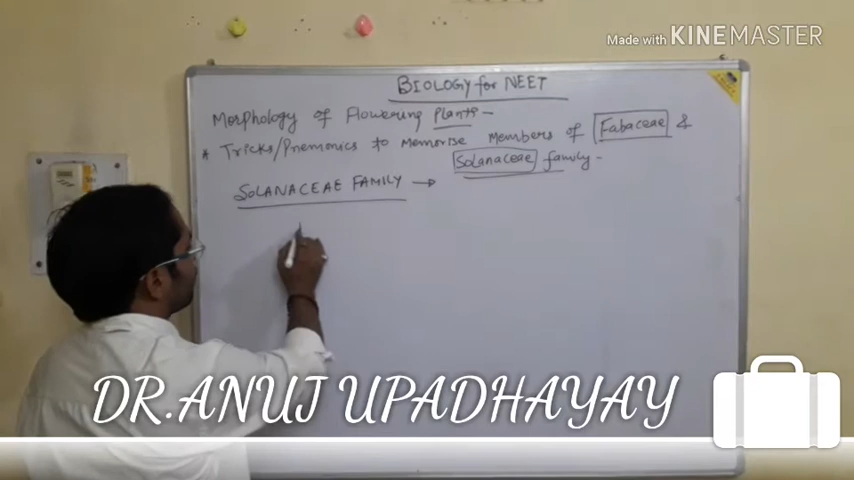 Made with KINEMASTER
BIOLOGY for NEET
Morphology of Flowering Plants -
* Tricks/Pnemonics to Memorise Members of Fabaceae &
Solanaceae family -
SOLANACEAE FAMILY →
DR.ANUJ UPADHAYAY